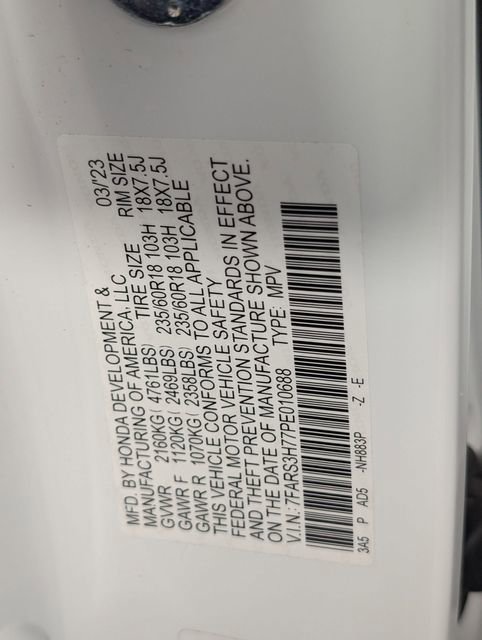 MFD. BY HONDA DEVELOPMENT &
MANUFACTURING OF AMERICA, LLC 03/'23
GVWR 2160KG( 4761LBS) TIRE SIZE RIM SIZE
GAWR F 1120KG( 2469LBS) 235/60R18 103H 18X7.5J
GAWR R 1070KG( 2358LBS) 235/60R18 103H 18X7.5J
THIS VEHICLE CONFORMS TO ALL APPLICABLE
FEDERAL MOTOR VEHICLE SAFETY
AND THEFT PREVENTION STANDARDS IN EFFECT
ON THE DATE OF MANUFACTURE SHOWN ABOVE.
V.I.N.: 7FARS3H77PE010688 TYPE: MPV
3A5 P AD5 -NH883P -Z -E